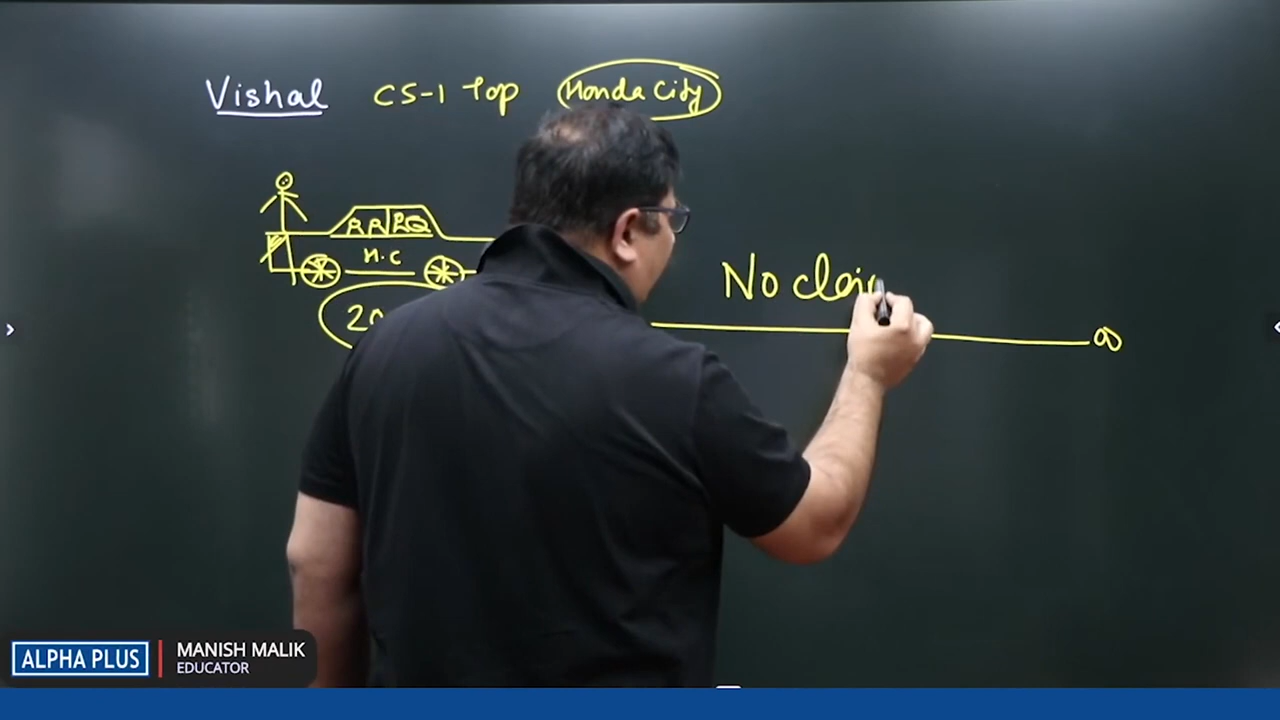 Vishal CS-1 Top Honda City
H.C
No clai
ALPHA PLUS MANISH MALIK
EDUCATOR